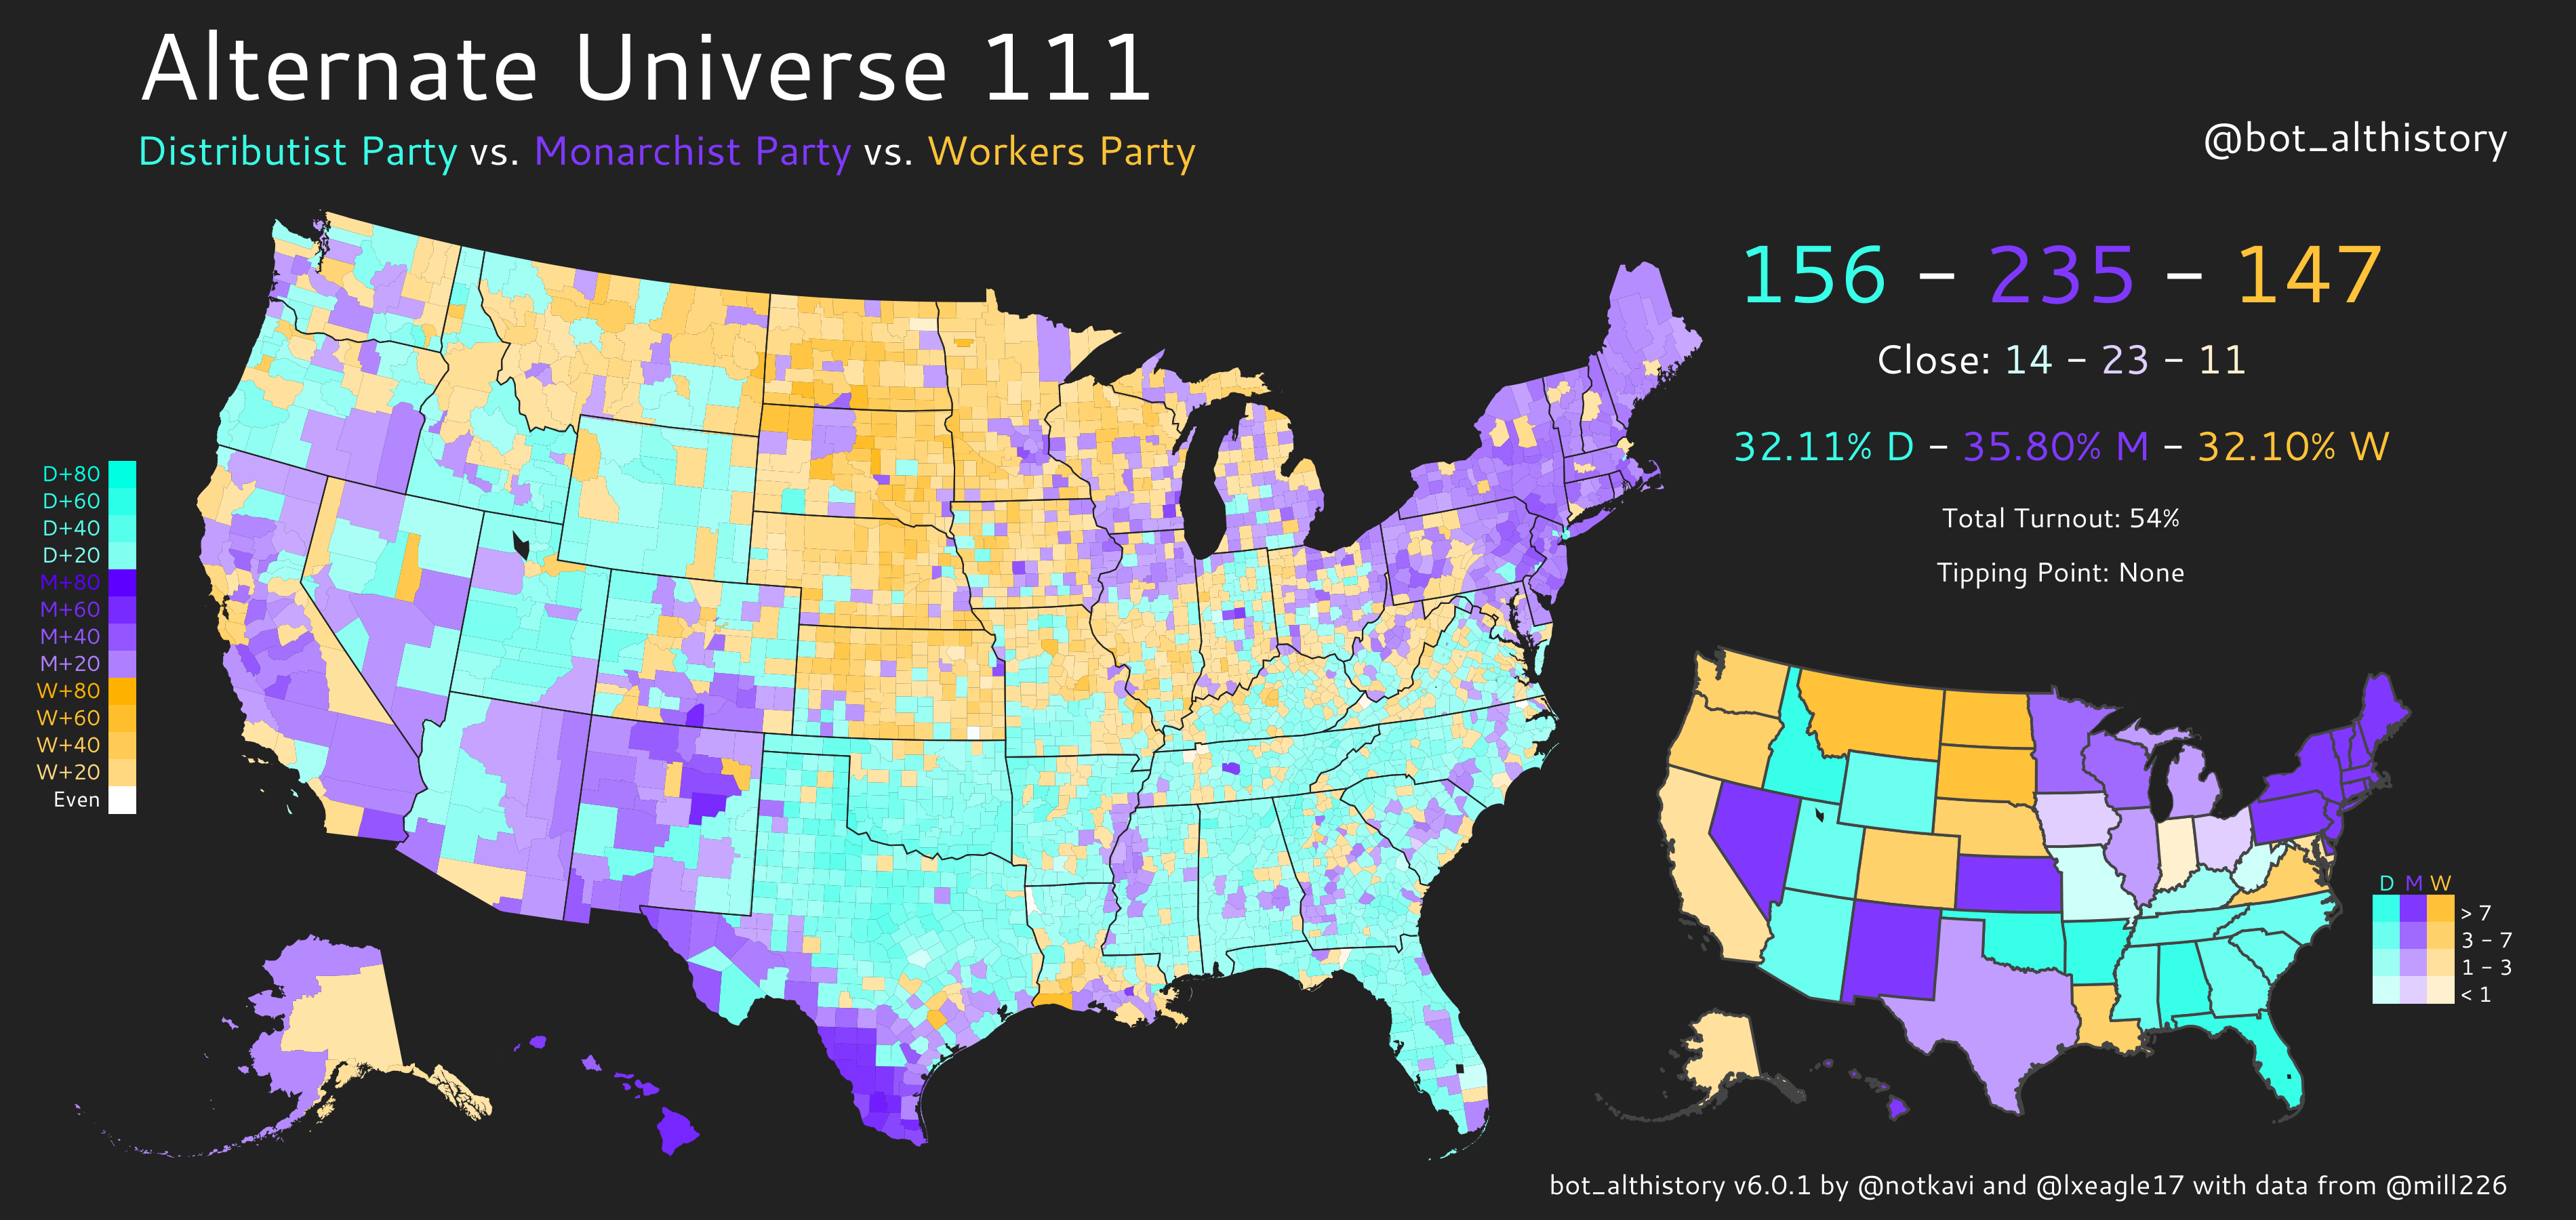 Alternate Universe 111
Distributist Party vs. Monarchist Party vs. Workers Party
@bot_althistory
156 – 235 – 147
Close: 14 – 23 – 11
32.11% D – 35.80% M – 32.10% W
Total Turnout: 54%
Tipping Point: None
D+80
D+60
D+40
D+20
M+80
M+60
M+40
M+20
W+80
W+60
W+40
W+20
Even
D M W
> 7
3 – 7
1 – 3
< 1
bot_althistory v6.0.1 by @notkavi and @lxeagle17 with data from @mill226